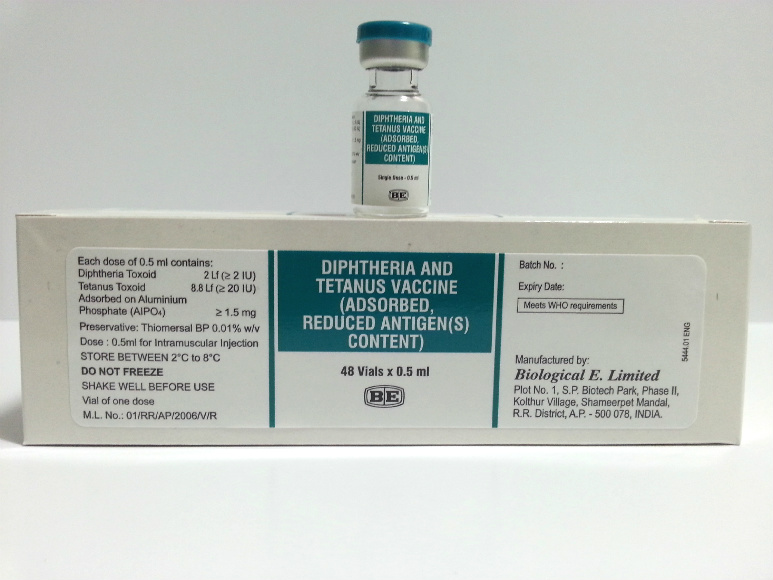 DIPHTHERIA AND
TETANUS VACCINE
(ADSORBED,
REDUCED ANTIGEN(S)
CONTENT)
Single Dose - 0.5 ml
BE
Each dose of 0.5 ml contains:
Diphtheria Toxoid 2 Lf (≥ 2 IU)
Tetanus Toxoid 8.8 Lf (≥ 20 IU)
Adsorbed on Aluminium
Phosphate (AlPO₄) ≥ 1.5 mg
Preservative: Thiomersal BP 0.01% w/v
Dose : 0.5ml for Intramuscular Injection
STORE BETWEEN 2°C to 8°C
DO NOT FREEZE
SHAKE WELL BEFORE USE
Vial of one dose
M.L. No.: 01/RR/AP/2006/V/R
DIPHTHERIA AND
TETANUS VACCINE
(ADSORBED,
REDUCED ANTIGEN(S)
CONTENT)
48 Vials x 0.5 ml
BE
Batch No. :
Expiry Date:
Meets WHO requirements
Manufactured by:
Biological E. Limited
Plot No. 1, S.P. Biotech Park, Phase II,
Kolthur Village, Shameerpet Mandal,
R.R. District, A.P. - 500 078, INDIA.
5444.01 ENG